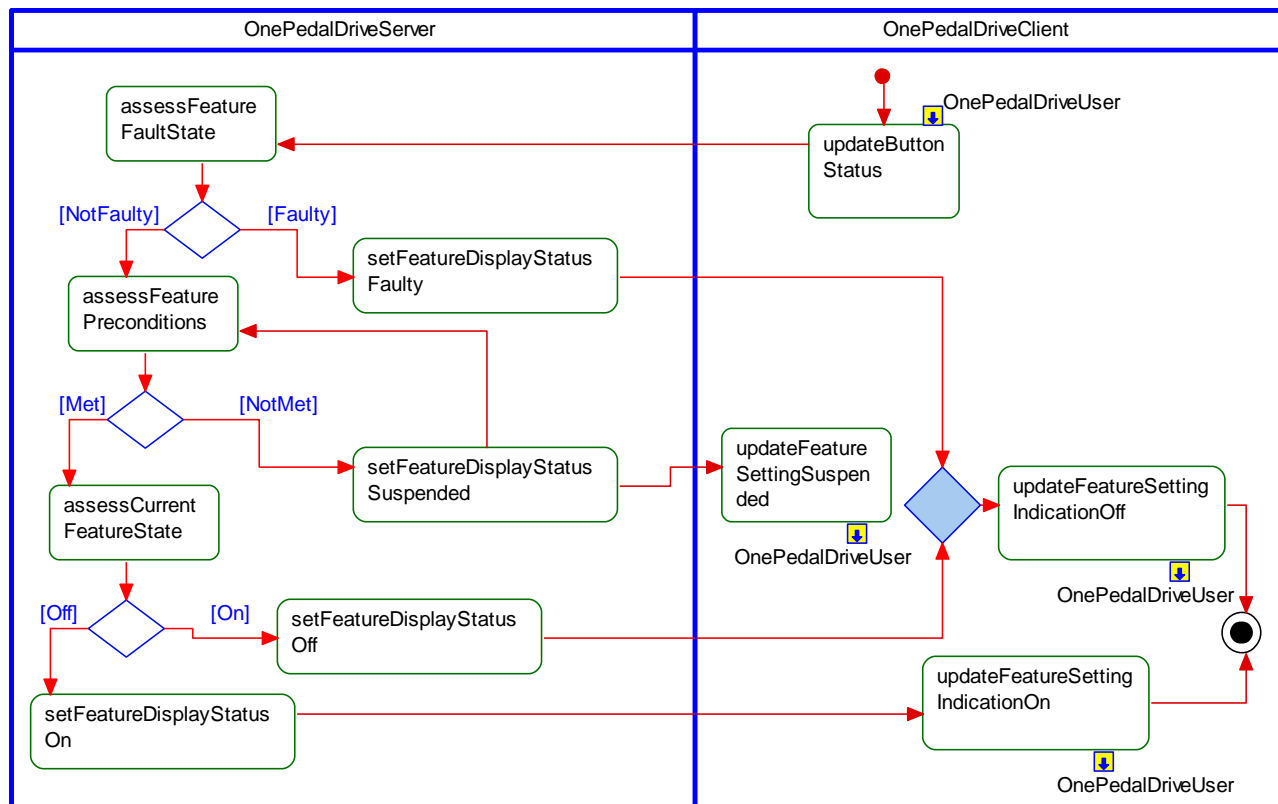 OnePedalDriveServer
OnePedalDriveClient
OnePedalDriveUser
assessFeature
FaultState
updateButton
Status
[NotFaulty]
[Faulty]
setFeatureDisplayStatus
Faulty
assessFeature
Preconditions
[Met]
[NotMet]
setFeatureDisplayStatus
Suspended
updateFeature
SettingSuspen
ded
OnePedalDriveUser
updateFeatureSetting
IndicationOff
OnePedalDriveUser
assessCurrent
FeatureState
[Off]
[On]
setFeatureDisplayStatus
Off
updateFeatureSetting
IndicationOn
OnePedalDriveUser
setFeatureDisplayStatus
On